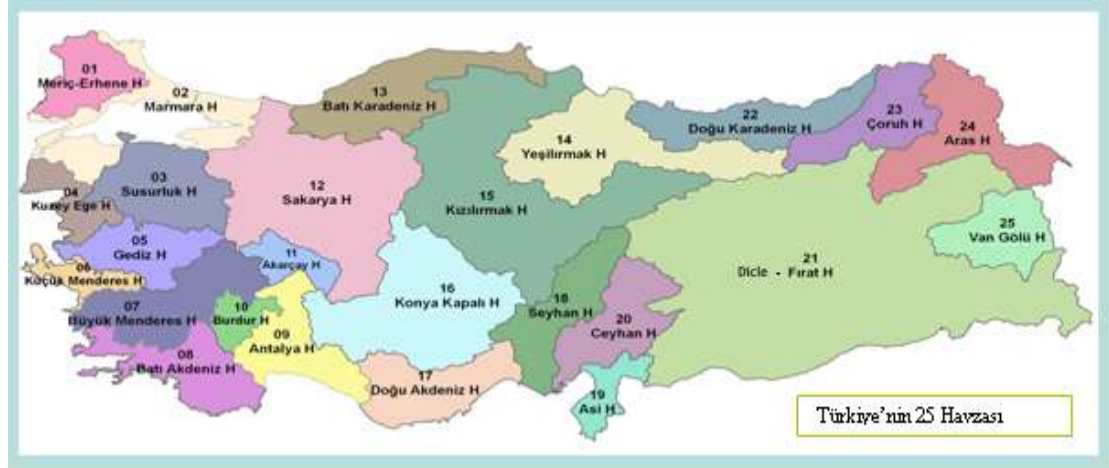 01
Meriç-Erhene H
02
Marmara H
03
Susurluk H
04
Kuzey Ege H
05
Gediz H
06
Küçük Menderes H
07
Büyük Menderes H
08
Batı Akdeniz H
09
Antalya H
10
Burdur H
11
Akarçay H
12
Sakarya H
13
Batı Karadeniz H
14
Yeşilırmak H
15
Kızılırmak H
16
Konya Kapalı H
17
Doğu Akdeniz H
18
Seyhan H
19
Asi H
20
Ceyhan H
21
Dicle - Fırat H
22
Doğu Karadeniz H
23
Çoruh H
24
Aras H
25
Van Gölü H
Türkiye'nin 25 Havzası